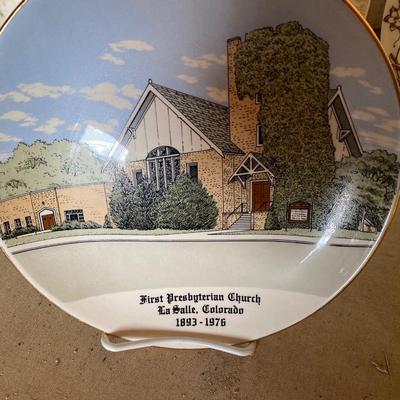 First Presbyterian Church
La Salle, Colorado
1893 - 1976